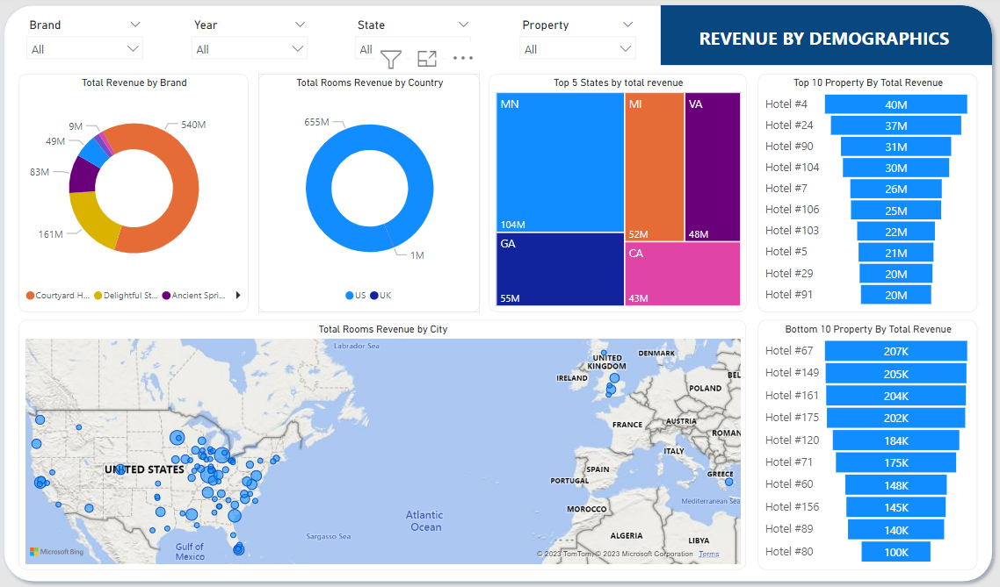 Brand
Year
State
Property
All
All
All
All
REVENUE BY DEMOGRAPHICS
Total Revenue by Brand
540M
161M
83M
49M
9M
Courtyard H...
Delightful St...
Ancient Spri...
Total Rooms Revenue by Country
655M
1M
US
UK
Top 5 States by total revenue
MN
104M
GA
55M
MI
52M
VA
48M
CA
43M
Top 10 Property By Total Revenue
Hotel #4 40M
Hotel #24 37M
Hotel #90 31M
Hotel #104 30M
Hotel #7 26M
Hotel #106 25M
Hotel #103 22M
Hotel #5 21M
Hotel #29 20M
Hotel #91 20M
Total Rooms Revenue by City
Labrador Sea
UNITED
KINGDOM
DENMARK
IRELAND
BEL
POLAND
FRANCE
AUSTRIA
ROMAN
ITALY
SPAIN
PORTUGAL
GREECE
UNITED STATES
Mediterranean Sea
MOROCCO
Atlantic
Ocean
Sargasso Sea
ALGERIA
LIBYA
Gulf of
Mexico
Microsoft Bing
© 2023 TomTom, © 2023 Microsoft Corporation Terms
Bottom 10 Property By Total Revenue
Hotel #67 207K
Hotel #149 205K
Hotel #161 204K
Hotel #175 202K
Hotel #120 184K
Hotel #71 175K
Hotel #60 148K
Hotel #156 145K
Hotel #89 140K
Hotel #80 100K